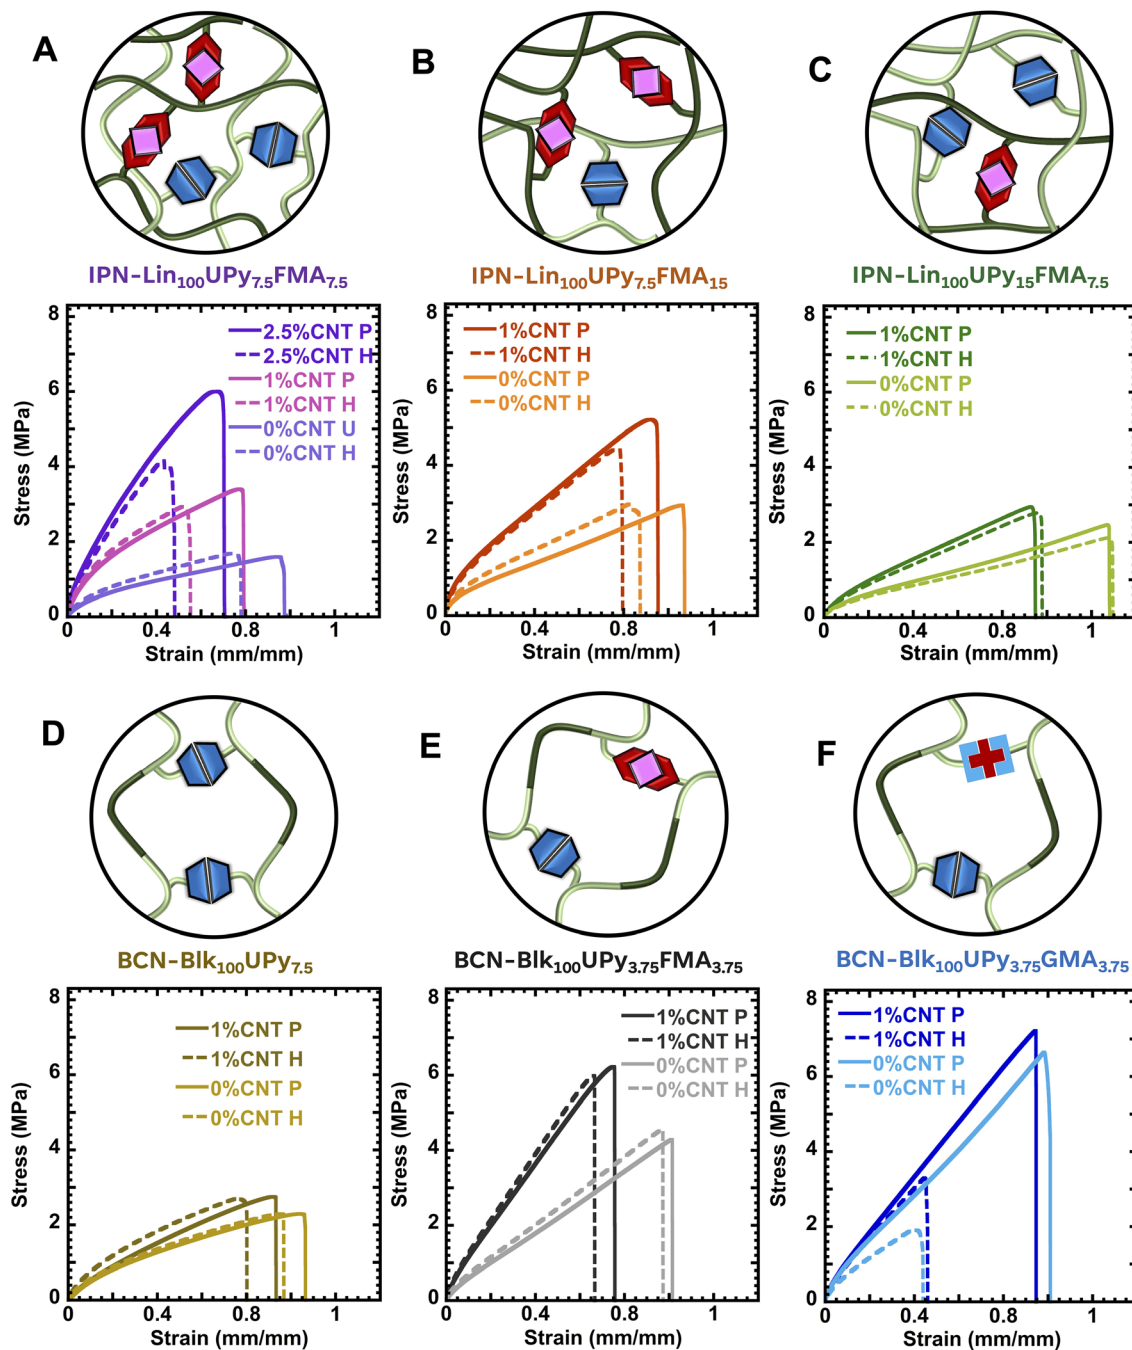 A
B
C
IPN-Lin₁₀₀UPy₇.₅FMA₇.₅
IPN-Lin₁₀₀UPy₇.₅FMA₁₅
IPN-Lin₁₀₀UPy₁₅FMA₇.₅
8
6
4
2
0
Stress (MPa)
2.5%CNT P
2.5%CNT H
1%CNT P
1%CNT H
0%CNT U
0%CNT H
0 0.4 0.8 1
Strain (mm/mm)
8
6
4
2
0
Stress (MPa)
1%CNT P
1%CNT H
0%CNT P
0%CNT H
0 0.4 0.8 1
Strain (mm/mm)
8
6
4
2
0
Stress (MPa)
1%CNT P
1%CNT H
0%CNT P
0%CNT H
0 0.4 0.8 1
Strain (mm/mm)
D
E
F
BCN-Blk₁₀₀UPy₇.₅
BCN-Blk₁₀₀UPy₃.₇₅FMA₃.₇₅
BCN-Blk₁₀₀UPy₃.₇₅GMA₃.₇₅
8
6
4
2
0
Stress (MPa)
1%CNT P
1%CNT H
0%CNT P
0%CNT H
0 0.4 0.8 1
Strain (mm/mm)
8
6
4
2
0
Stress (MPa)
1%CNT P
1%CNT H
0%CNT P
0%CNT H
0 0.4 0.8 1
Strain (mm/mm)
8
6
4
2
0
Stress (MPa)
1%CNT P
1%CNT H
0%CNT P
0%CNT H
0 0.4 0.8 1
Strain (mm/mm)